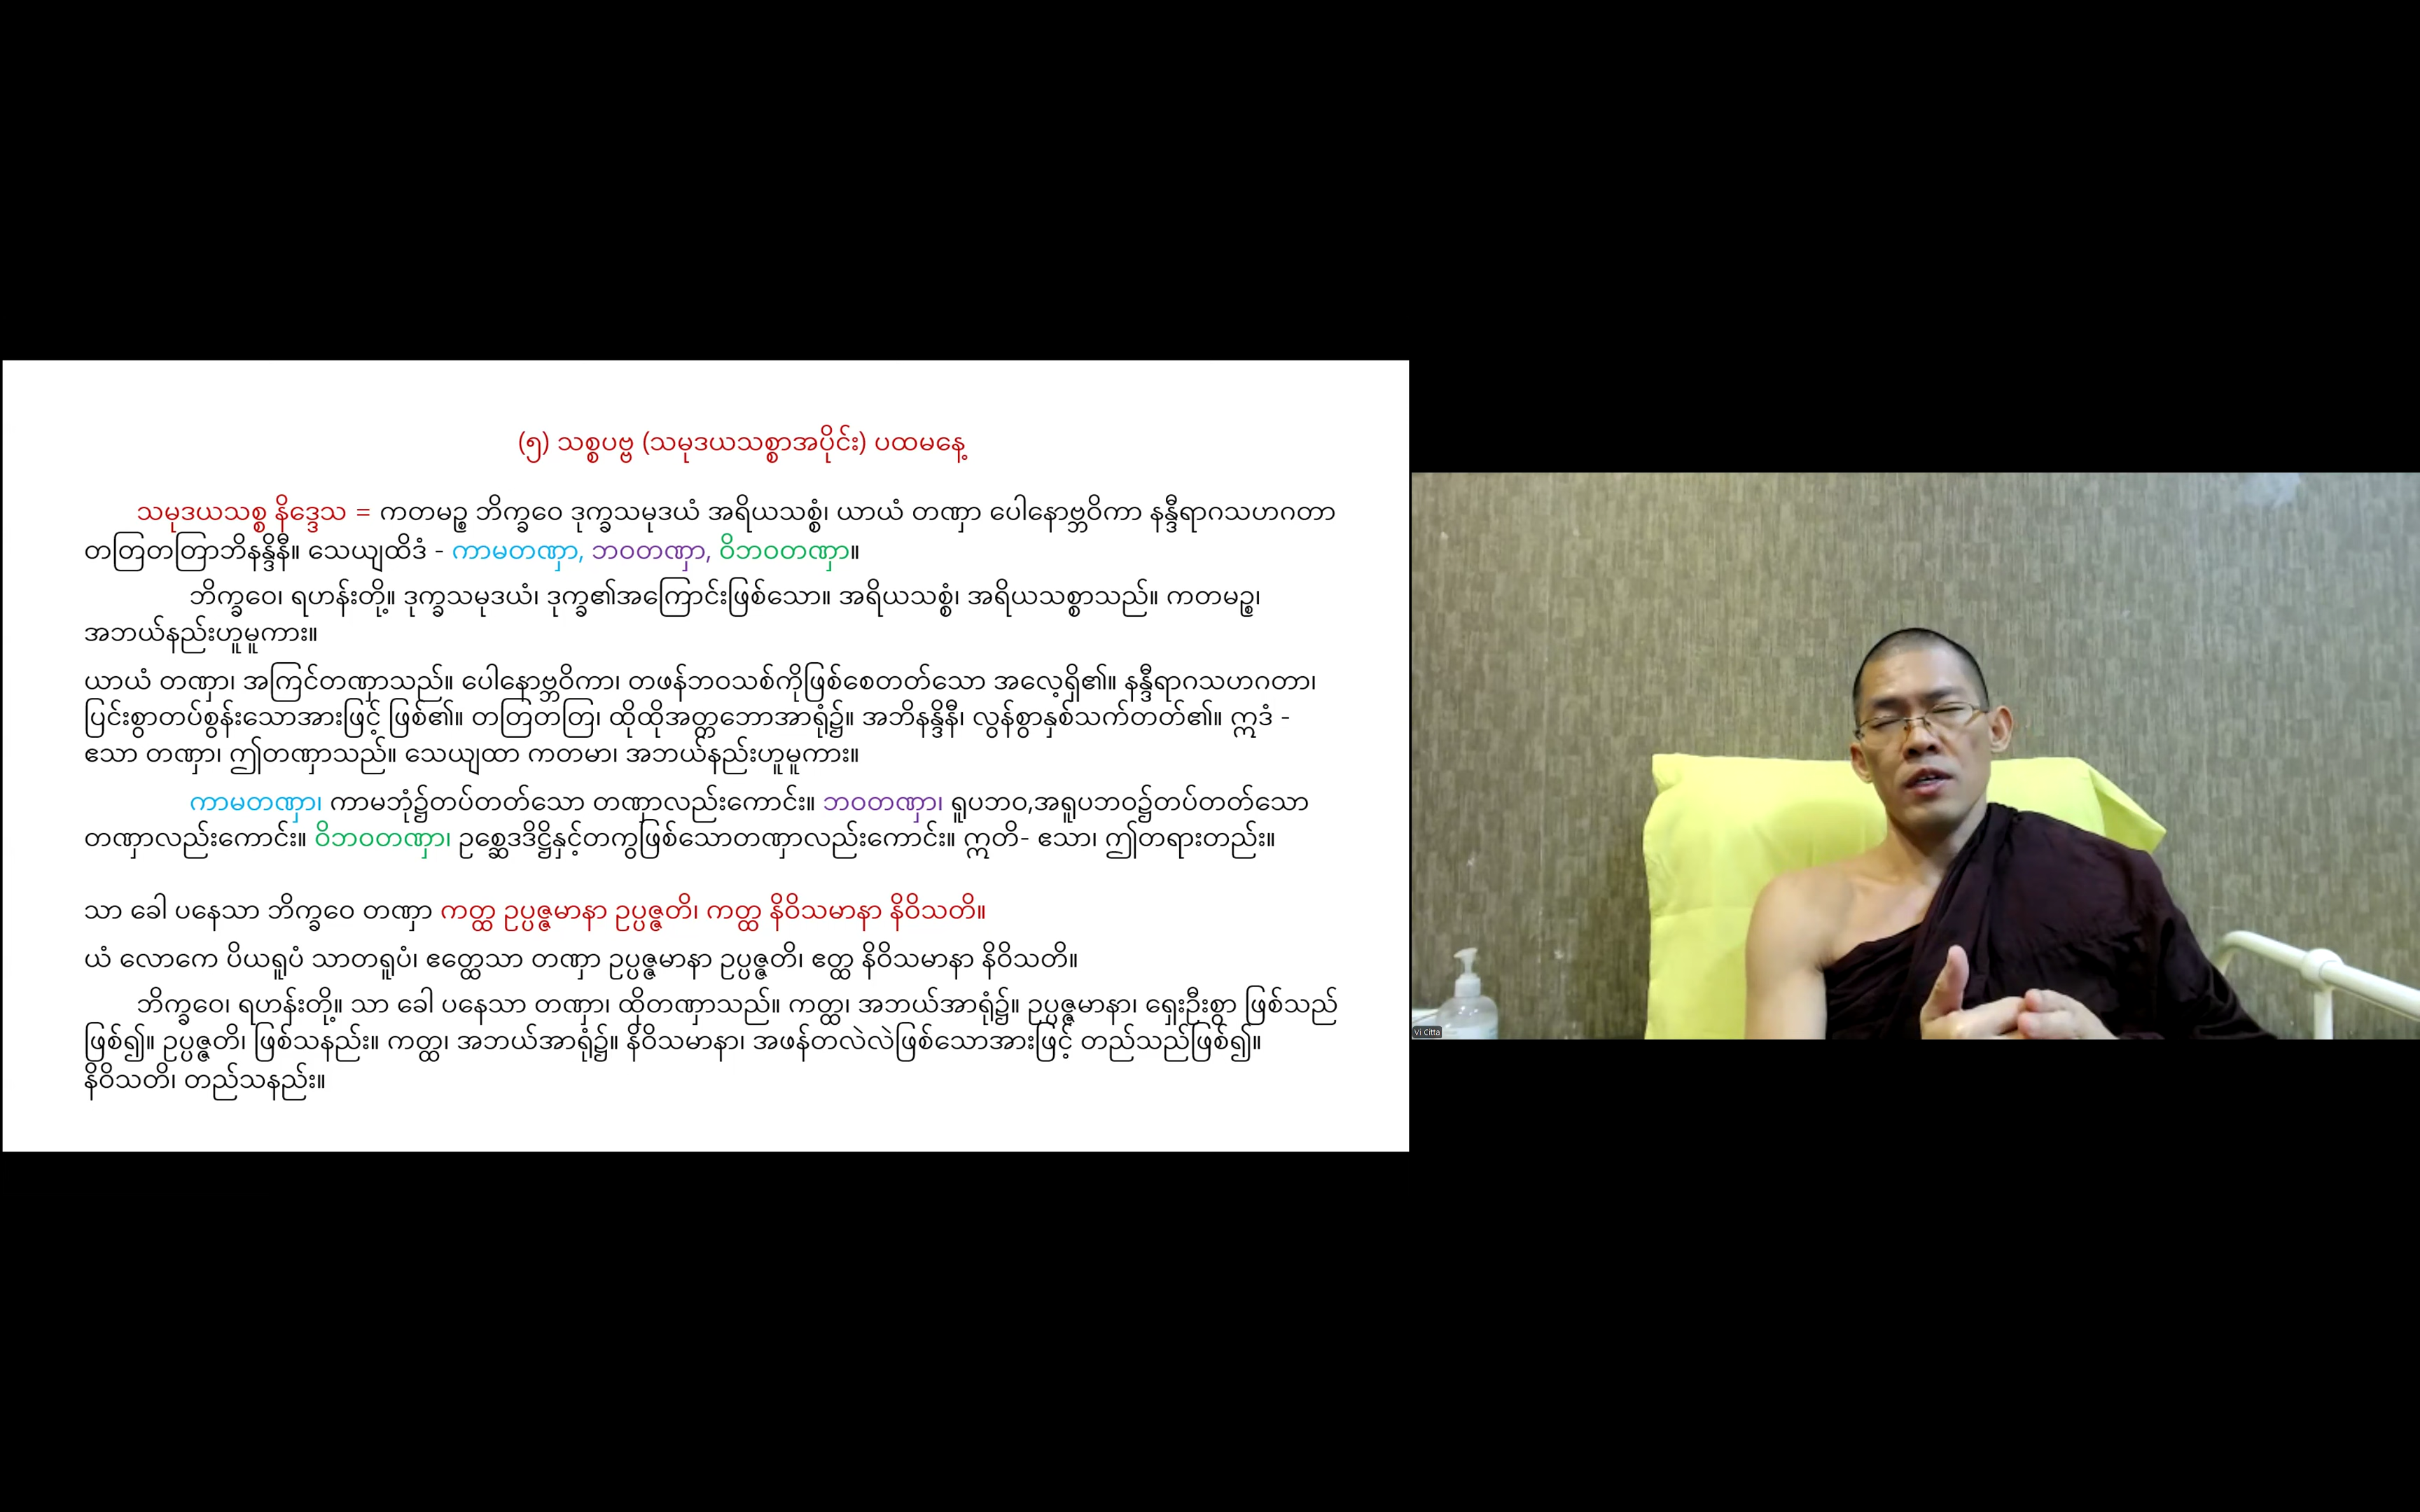 (၅) သစ္စပဗ္ဗ (သမုဒယသစ္စာအပိုင်း) ပထမနေ့
သမုဒယသစ္စ နိဒ္ဒေသ = ကတမဉ္စ ဘိက္ခဝေ ဒုက္ခသမုဒယံ အရိယသစ္စံ၊ ယာယံ တဏှာ ပေါနောဗ္ဘဝိကာ နန္ဒီရာဂသဟဂတာ
တတြတတြာဘိနန္ဒိနီ။ သေယျထိဒံ - ကာမတဏှာ, ဘဝတဏှာ, ဝိဘဝတဏှာ။
ဘိက္ခဝေ၊ ရဟန်းတို့။ ဒုက္ခသမုဒယံ၊ ဒုက္ခ၏အကြောင်းဖြစ်သော။ အရိယသစ္စံ၊ အရိယသစ္စာသည်။ ကတမဉ္စ၊
အဘယ်နည်းဟူမူကား။
ယာယံ တဏှာ၊ အကြင်တဏှာသည်။ ပေါနောဗ္ဘဝိကာ၊ တဖန်ဘဝသစ်ကိုဖြစ်စေတတ်သော အလေ့ရှိ၏။ နန္ဒီရာဂသဟဂတာ၊
ပြင်းစွာတပ်စွန်းသောအားဖြင့် ဖြစ်၏။ တတြတတြ၊ ထိုထိုအတ္တဘောအာရုံ၌။ အဘိနန္ဒိနီ၊ လွန်စွာနှစ်သက်တတ်၏။ ဣဒံ -
ဧသာ တဏှာ၊ ဤတဏှာသည်။ သေယျထာ ကတမာ၊ အဘယ်နည်းဟူမူကား။
ကာမတဏှာ၊ ကာမဘုံ၌တပ်တတ်သော တဏှာလည်းကောင်း။ ဘဝတဏှာ၊ ရူပဘဝ,အရူပဘဝ၌တပ်တတ်သော
တဏှာလည်းကောင်း။ ဝိဘဝတဏှာ၊ ဥစ္ဆေဒဒိဋ္ဌိနှင့်တကွဖြစ်သောတဏှာလည်းကောင်း။ ဣတိ- ဧသာ၊ ဤတရားတည်း။
သာ ခေါ ပနေသာ ဘိက္ခဝေ တဏှာ ကတ္ထ ဥပ္ပဇ္ဇမာနာ ဥပ္ပဇ္ဇတိ၊ ကတ္ထ နိဝိသမာနာ နိဝိသတိ။
ယံ လောကေ ပိယရူပံ သာတရူပံ၊ ဧတ္ထေသာ တဏှာ ဥပ္ပဇ္ဇမာနာ ဥပ္ပဇ္ဇတိ၊ ဧတ္ထ နိဝိသမာနာ နိဝိသတိ။
ဘိက္ခဝေ၊ ရဟန်းတို့။ သာ ခေါ ပနေသာ တဏှာ၊ ထိုတဏှာသည်။ ကတ္ထ၊ အဘယ်အာရုံ၌။ ဥပ္ပဇ္ဇမာနာ၊ ရှေးဦးစွာ ဖြစ်သည်
ဖြစ်၍။ ဥပ္ပဇ္ဇတိ၊ ဖြစ်သနည်း။ ကတ္ထ၊ အဘယ်အာရုံ၌။ နိဝိသမာနာ၊ အဖန်တလဲလဲဖြစ်သောအားဖြင့် တည်သည်ဖြစ်၍။
နိဝိသတိ၊ တည်သနည်း။
Vi Citta